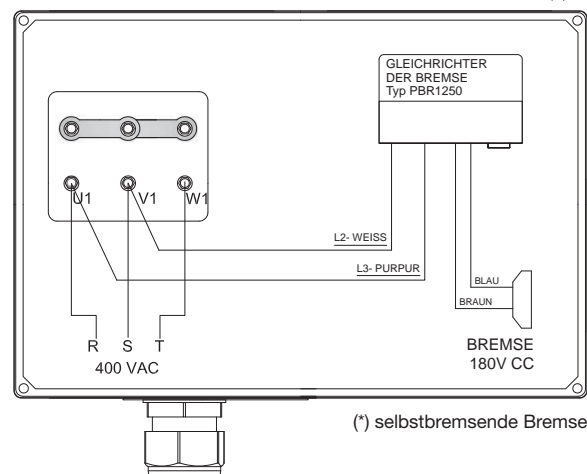 GLEICHRICHTER
DER BREMSE
Typ PBR1250
U1
V1
W1
L2- WEISS
L3- PURPUR
BLAU
BRAUN
R S T
400 VAC
BREMSE
180V CC
(*) selbstbremsende Bremse